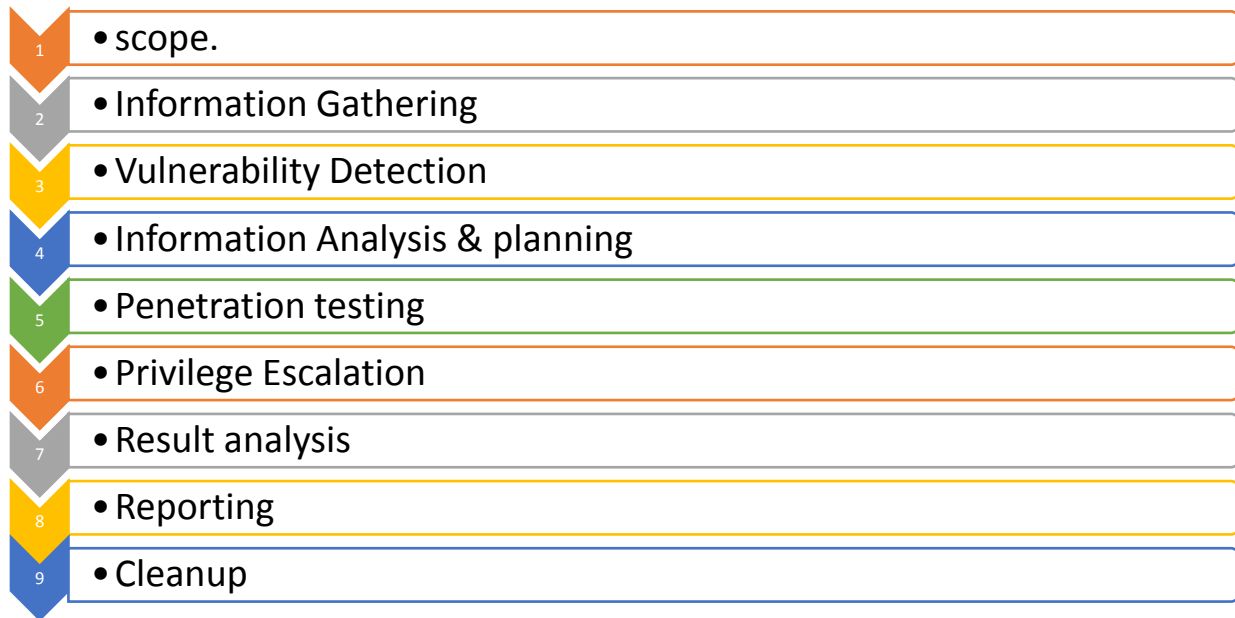 1 • scope.
2 • Information Gathering
3 • Vulnerability Detection
4 • Information Analysis & planning
5 • Penetration testing
6 • Privilege Escalation
7 • Result analysis
8 • Reporting
9 • Cleanup